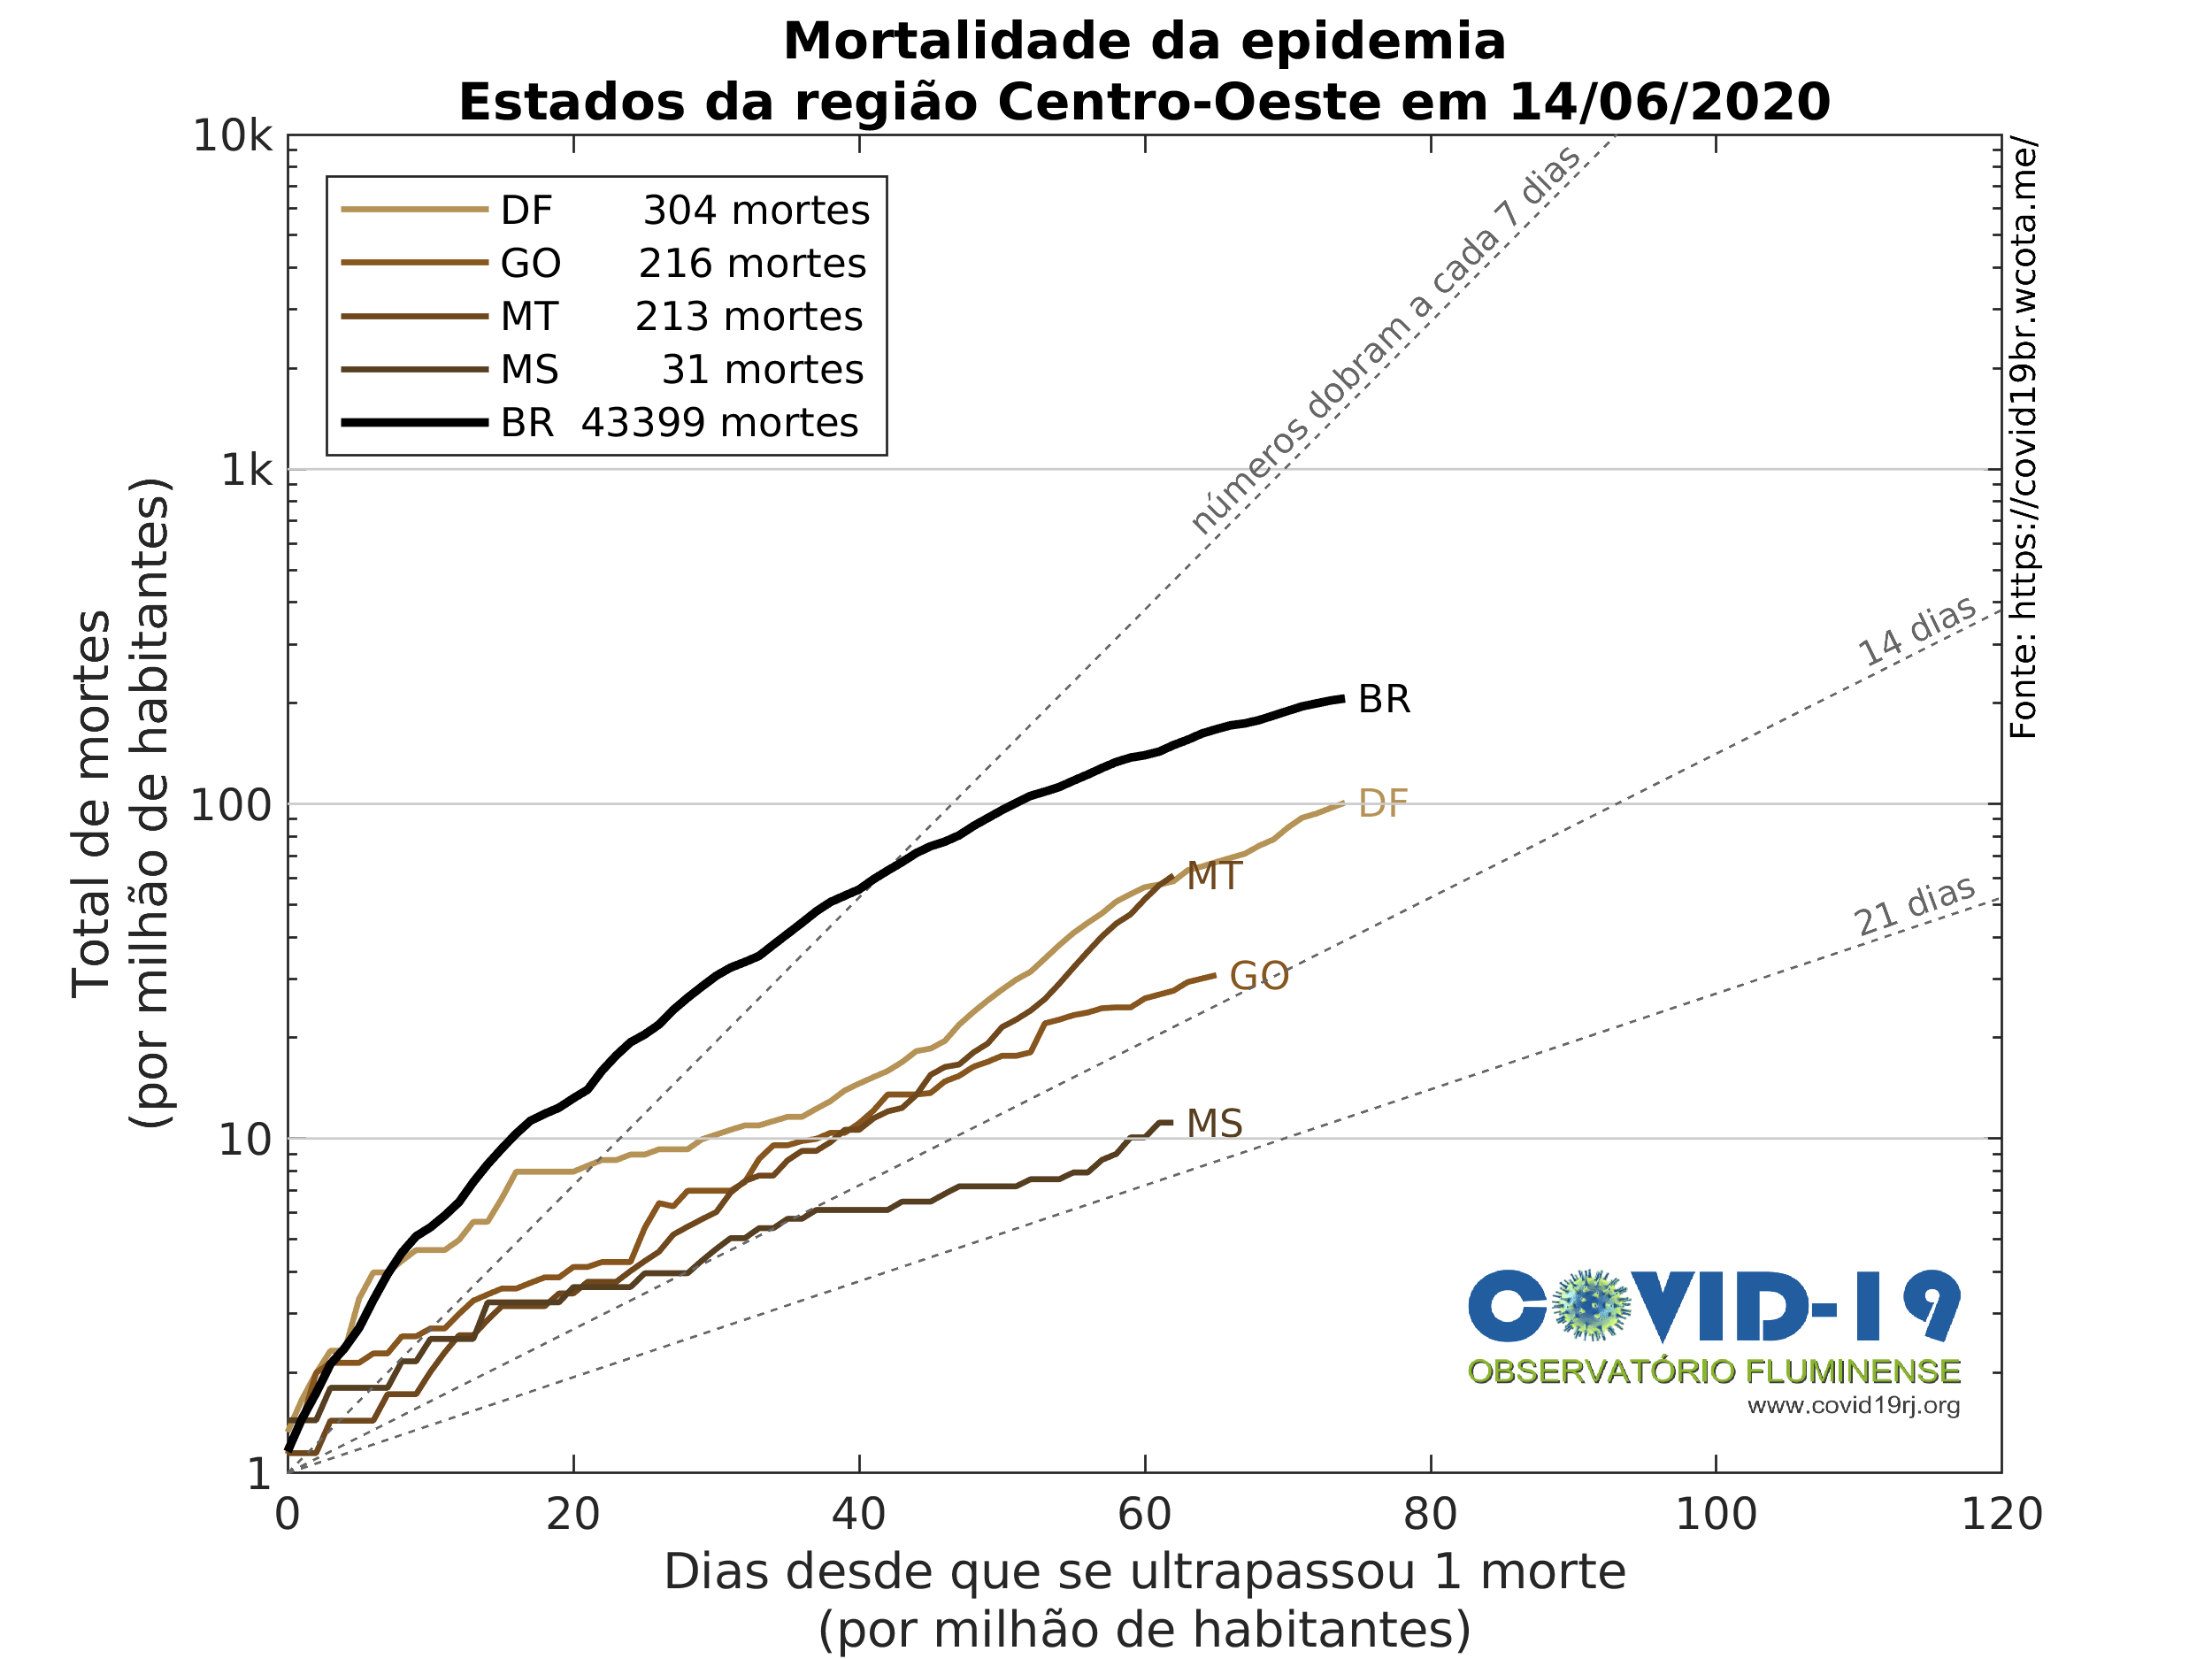 Mortalidade da epidemia
Estados da região Centro-Oeste em 14/06/2020
10k
1k
100
10
1
Total de mortes
(por milhão de habitantes)
DF 304 mortes
GO 216 mortes
MT 213 mortes
MS 31 mortes
BR 43399 mortes
números dobram a cada 7 dias
14 dias
21 dias
BR
DF
MT
GO
MS
Fonte: https://covid19br.wcota.me/
COVID-19
OBSERVATÓRIO FLUMINENSE
www.covid19rj.org
0 20 40 60 80 100 120
Dias desde que se ultrapassou 1 morte
(por milhão de habitantes)